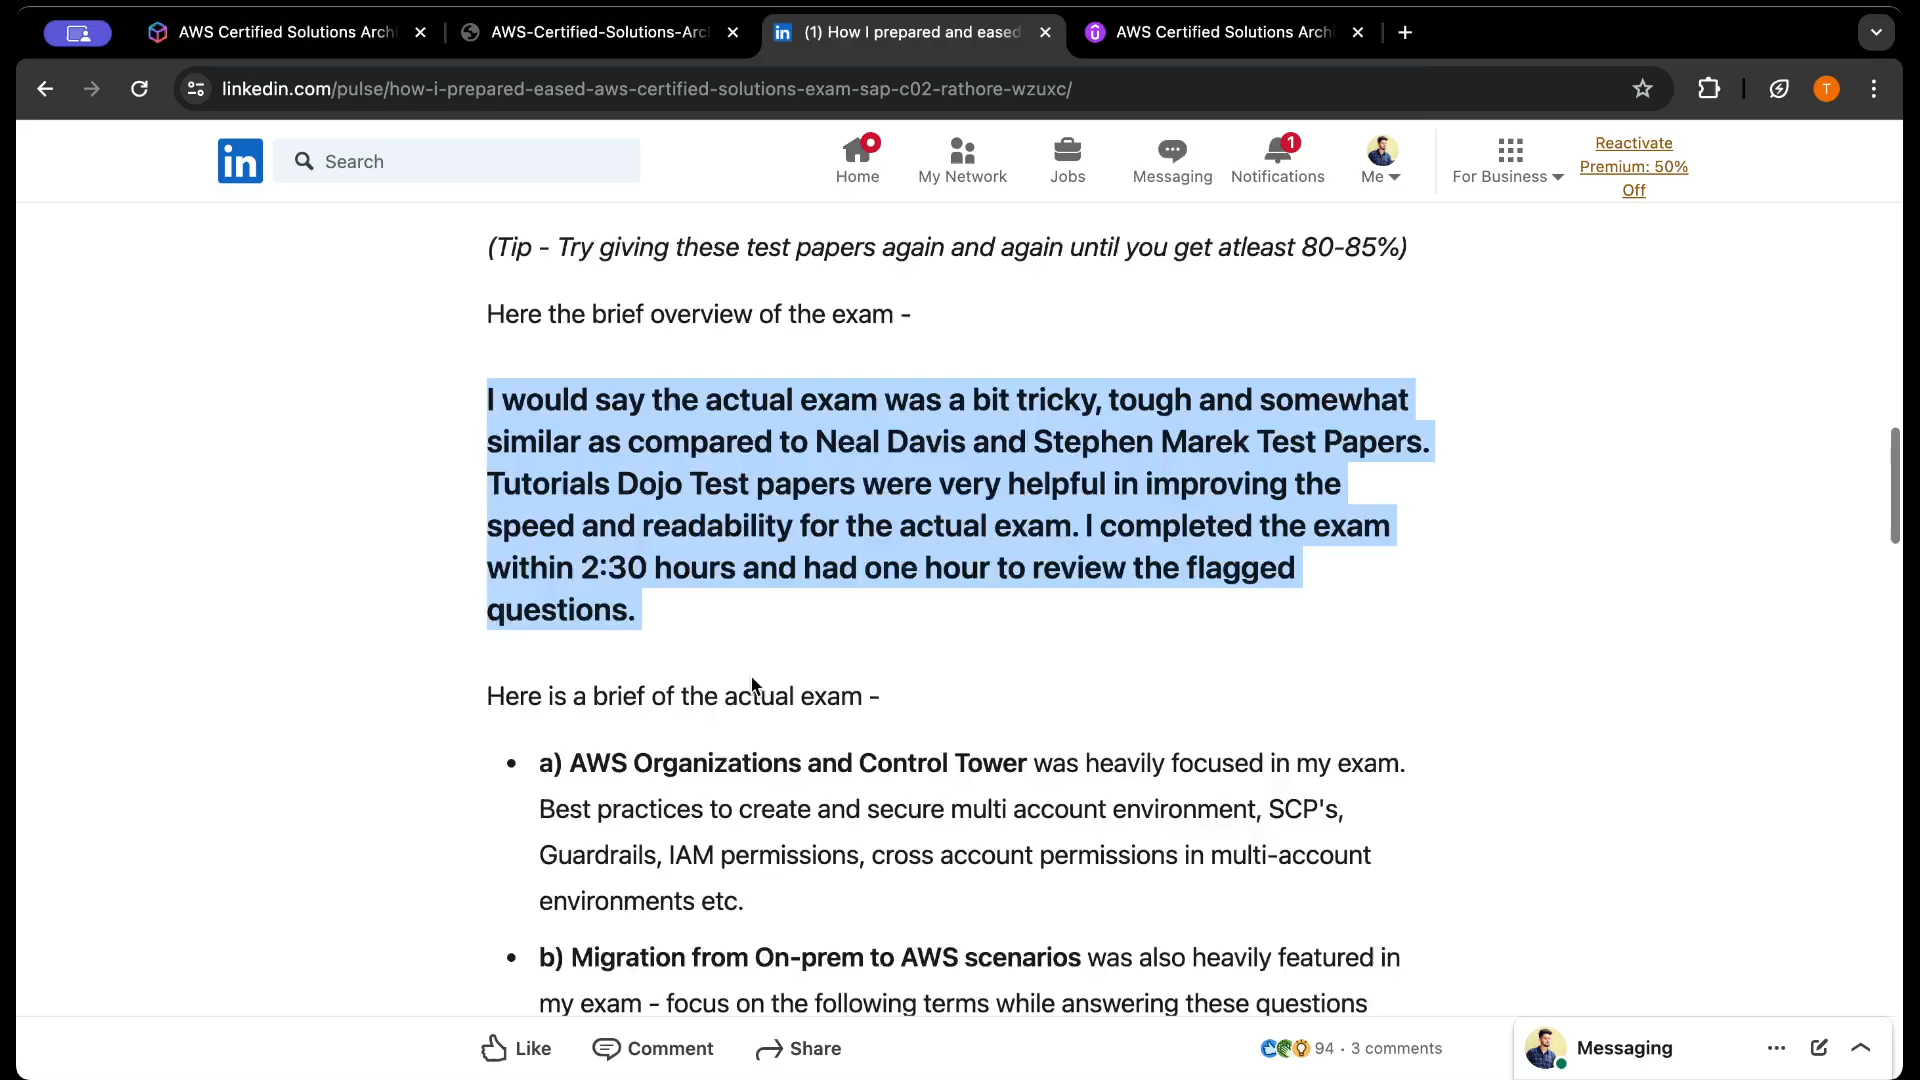 AWS Certified Solutions Archi
AWS-Certified-Solutions-Arc
(1) How I prepared and eased
AWS Certified Solutions Archi
linkedin.com/pulse/how-i-prepared-eased-aws-certified-solutions-exam-sap-c02-rathore-wzuxc/
T
in
Search
Home
My Network
Jobs
Messaging
1
Notifications
Me
For Business
Reactivate
Premium: 50%
Off
(Tip - Try giving these test papers again and again until you get atleast 80-85%)
Here the brief overview of the exam -
I would say the actual exam was a bit tricky, tough and somewhat
similar as compared to Neal Davis and Stephen Marek Test Papers.
Tutorials Dojo Test papers were very helpful in improving the
speed and readability for the actual exam. I completed the exam
within 2:30 hours and had one hour to review the flagged
questions.
Here is a brief of the actual exam -
• a) AWS Organizations and Control Tower was heavily focused in my exam.
Best practices to create and secure multi account environment, SCP's,
Guardrails, IAM permissions, cross account permissions in multi-account
environments etc.
• b) Migration from On-prem to AWS scenarios was also heavily featured in
my exam - focus on the following terms while answering these questions
Like
Comment
Share
94 · 3 comments
Messaging